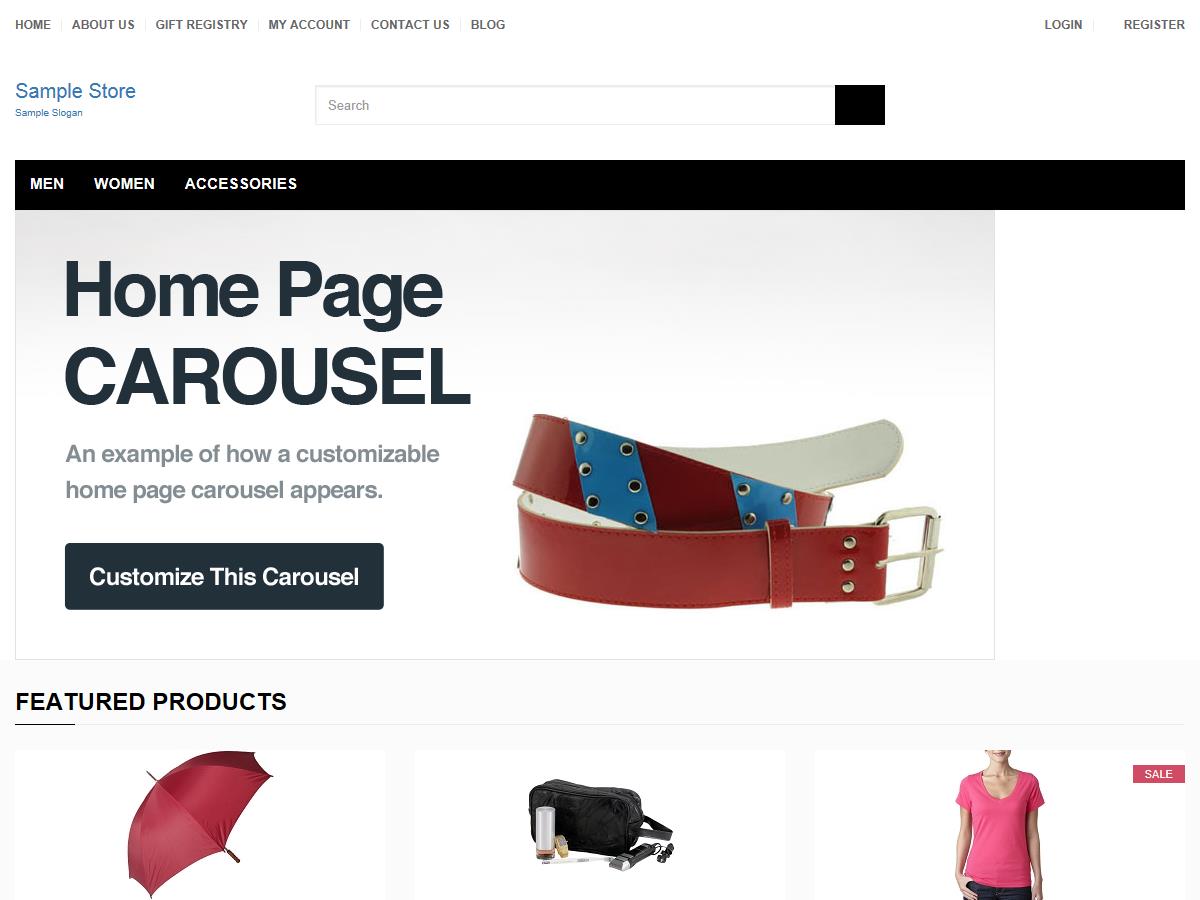 HOME
ABOUT US
GIFT REGISTRY
MY ACCOUNT
CONTACT US
BLOG
LOGIN
REGISTER
Sample Store
Sample Slogan
Search
MEN
WOMEN
ACCESSORIES
Home Page
CAROUSEL
An example of how a customizable
home page carousel appears.
Customize This Carousel
FEATURED PRODUCTS
SALE